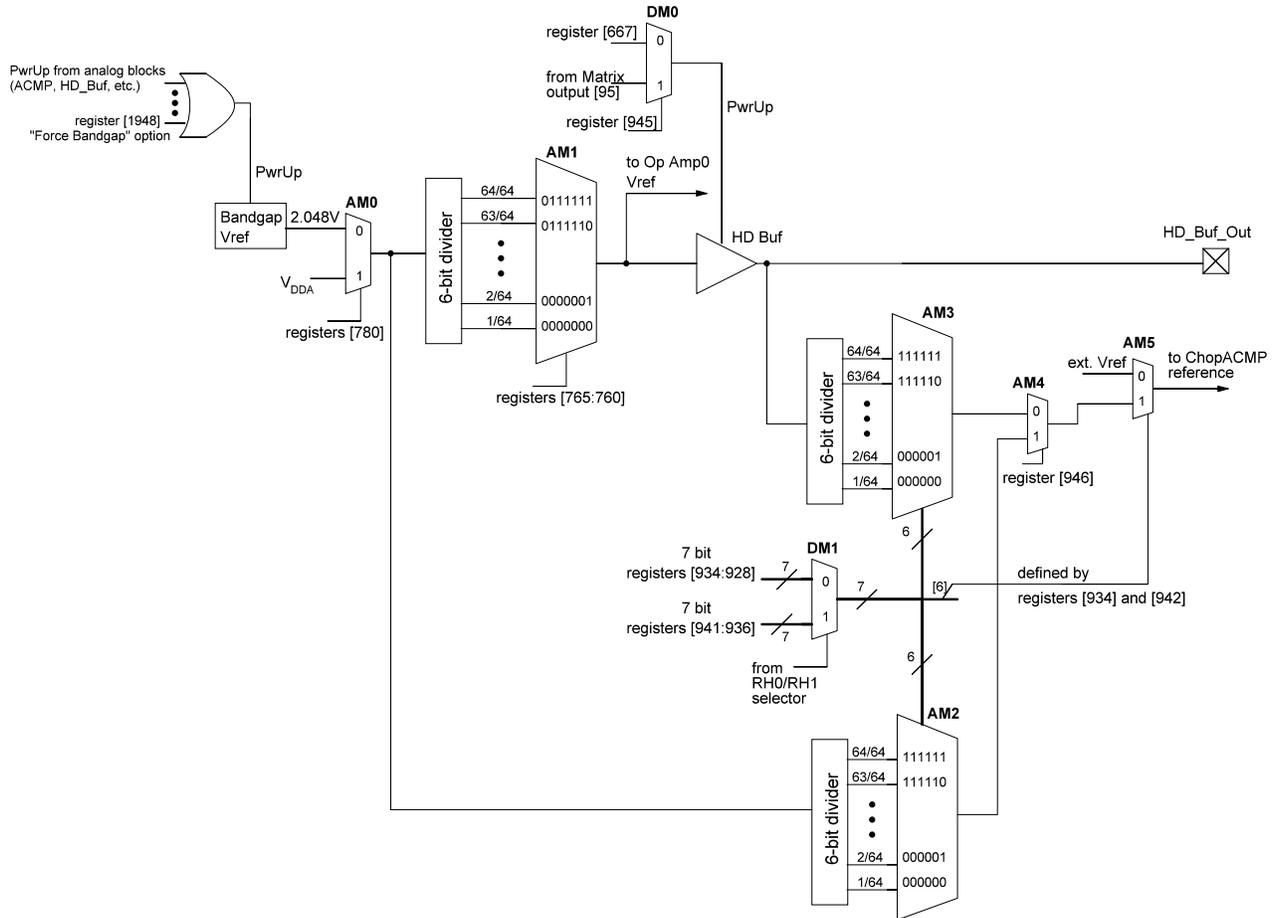 DM0
register [667]
0
from Matrix
output [95]
1
register [945]
PwrUp
PwrUp from analog blocks
(ACMP, HD_Buf, etc.)
register [1948]
"Force Bandgap" option
PwrUp
Bandgap
Vref
2.048V
AM0
0
1
VDDA
registers [780]
6-bit divider
64/64
63/64
2/64
1/64
AM1
0111111
0111110
0000001
0000000
registers [765:760]
to Op Amp0
Vref
HD Buf
HD_Buf_Out
6-bit divider
64/64
63/64
2/64
1/64
AM3
111111
111110
000001
000000
AM4
0
1
register [946]
AM5
ext. Vref
0
1
to ChopACMP
reference
6
DM1
7 bit
registers [934:928]
7
0
7 bit
registers [941:936]
7
1
from
RH0/RH1
selector
7
[6]
defined by
registers [934] and [942]
6
AM2
6-bit divider
64/64
63/64
2/64
1/64
111111
111110
000001
000000